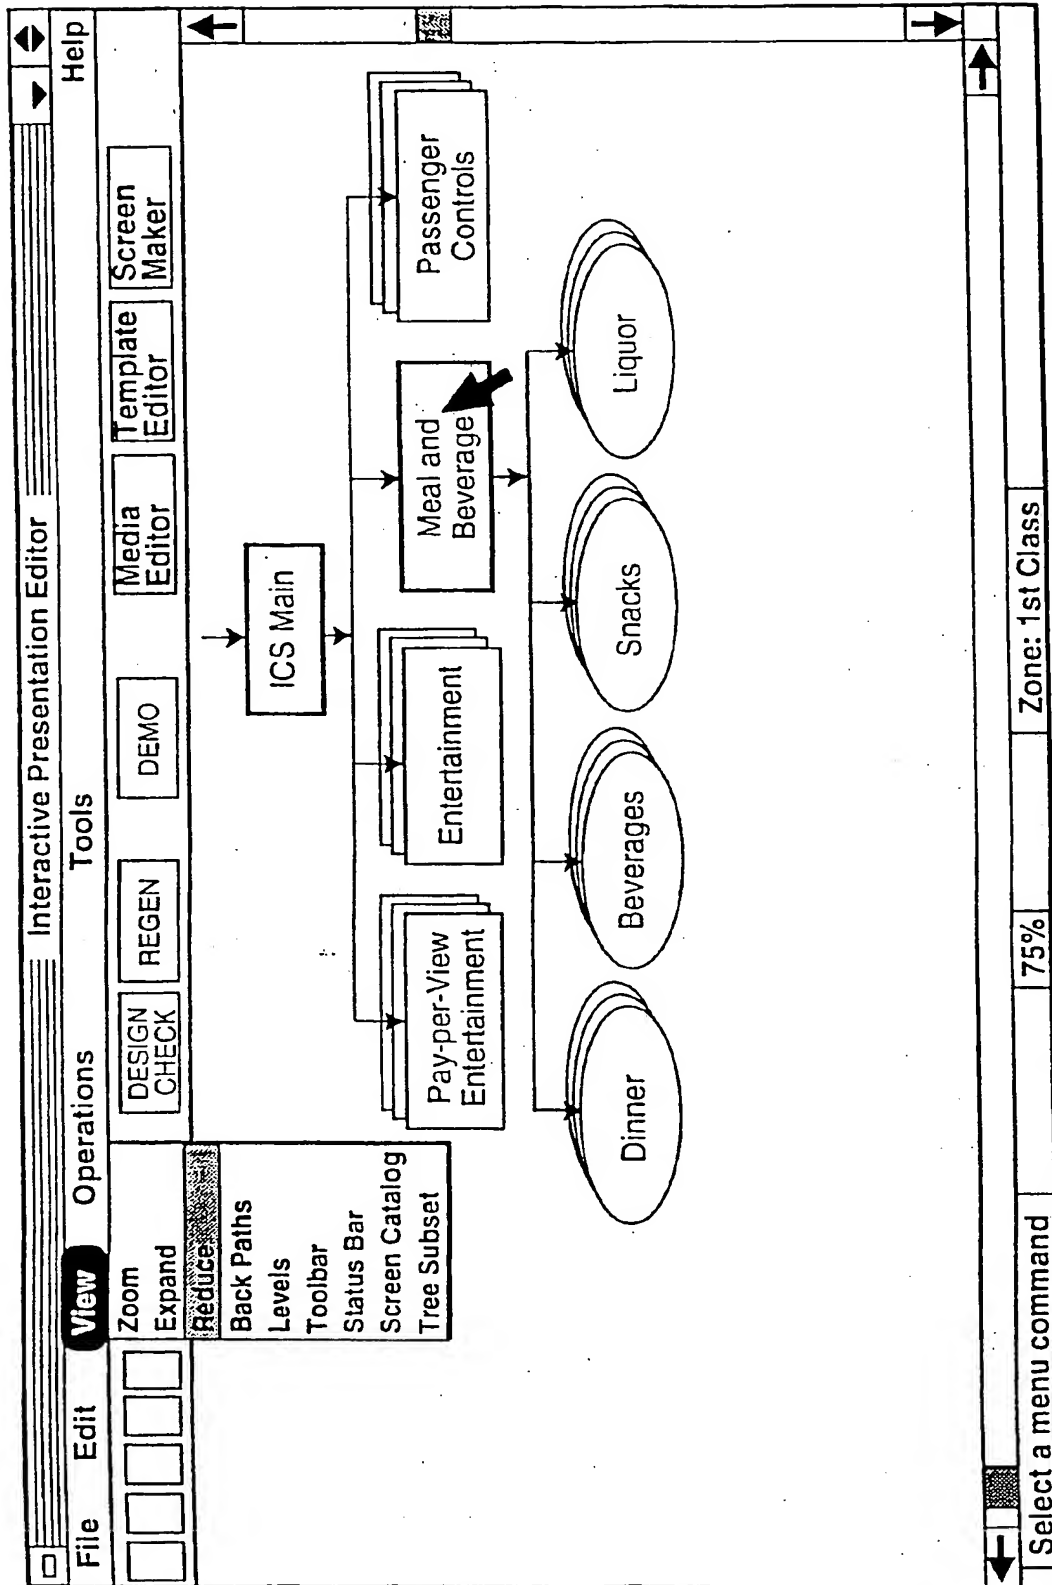 Interactive Presentation Editor
File Edit View Operations Tools Help
Zoom
Expand
Reduce
Back Paths
Levels
Toolbar
Status Bar
Screen Catalog
Tree Subset
DESIGN
CHECK
REGEN
DEMO
Media
Editor
Template
Editor
Screen
Maker
ICS Main
Pay-per-View
Entertainment
Entertainment
Meal and
Beverage
Passenger
Controls
Dinner
Beverages
Snacks
Liquor
Select a menu command 75% Zone: 1st Class